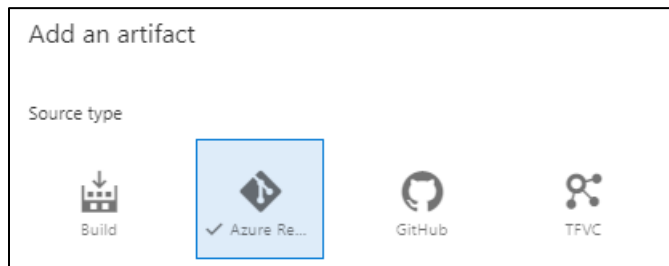 Add an artifact
Source type
Build
Azure Re...
GitHub
TFVC